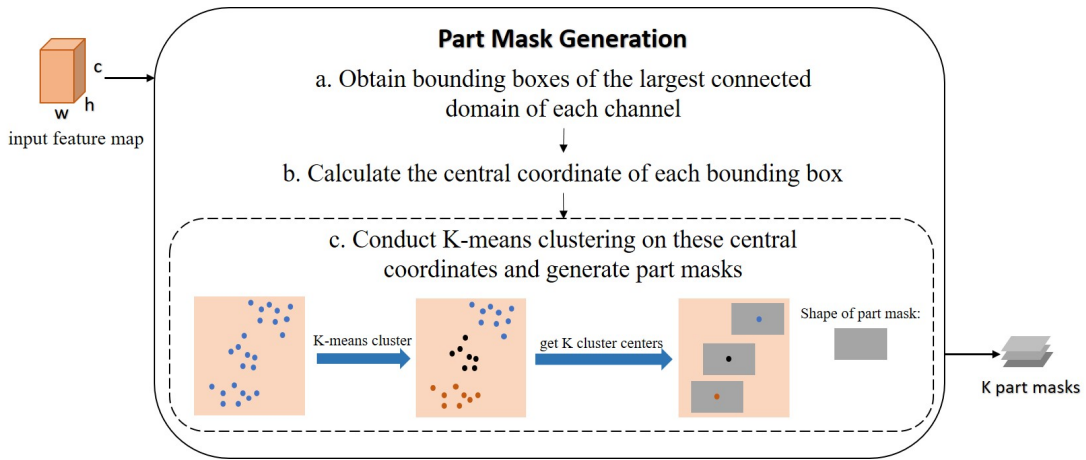 Part Mask Generation
a. Obtain bounding boxes of the largest connected
domain of each channel
c
h
w
input feature map
b. Calculate the central coordinate of each bounding box
c. Conduct K-means clustering on these central
coordinates and generate part masks
K-means cluster
get K cluster centers
Shape of part mask:
K part masks